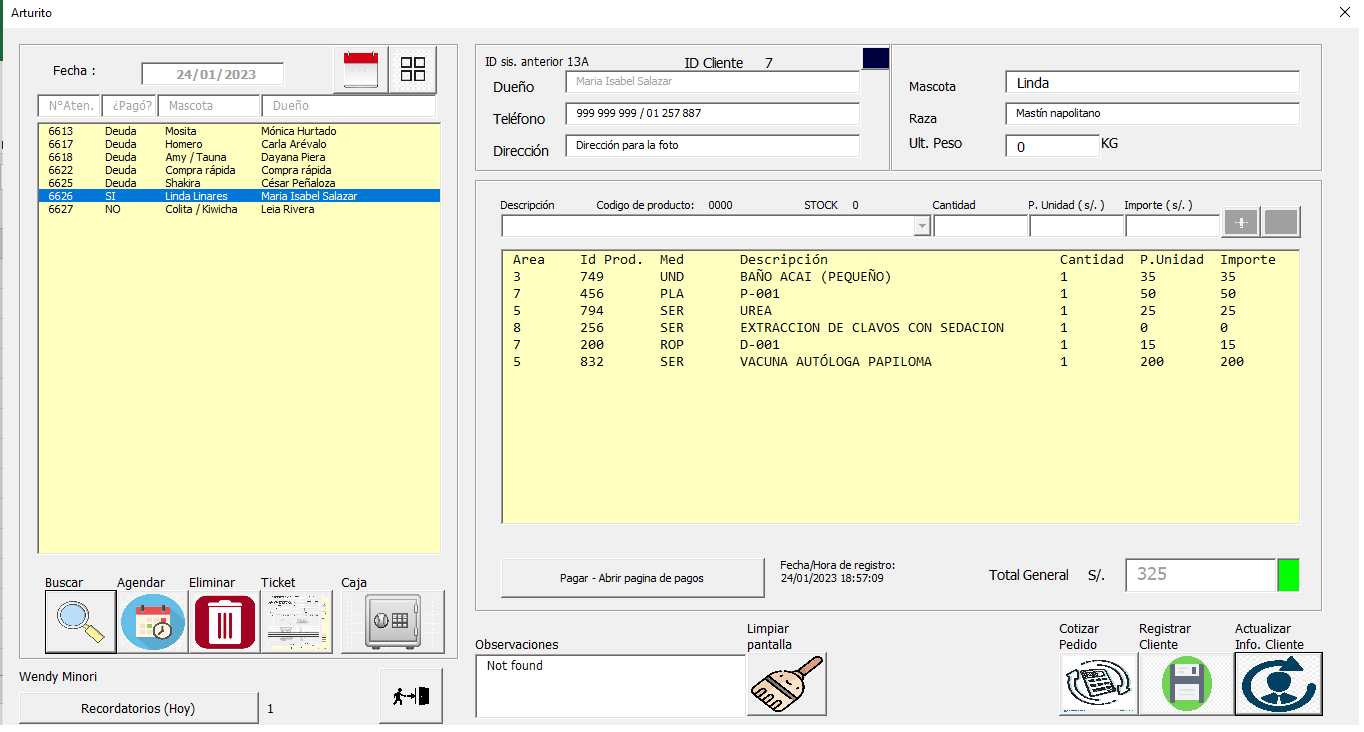 Arturito
Fecha :
24/01/2023
N°Aten. ¿Pagó? Mascota Dueño
6613 Deuda Mosita Mónica Hurtado
6617 Deuda Homero Carla Arévalo
6618 Deuda Amy / Tauna Dayana Piera
6622 Deuda Compra rápida Compra rápida
6625 Deuda Shakira César Peñaloza
6626 SI Linda Linares Maria Isabel Salazar
6627 NO Colita / Kiwicha Leia Rivera
Buscar Agendar Eliminar Ticket Caja
Wendy Minori
Recordatorios (Hoy) 1
ID sis. anterior 13A ID Cliente 7
Dueño Maria Isabel Salazar
Teléfono 999 999 999 / 01 257 887
Dirección Dirección para la foto
Mascota Linda
Raza Mastín napolitano
Ult. Peso 0 KG
Descripción Codigo de producto: 0000 STOCK 0 Cantidad P. Unidad ( s/. ) Importe ( s/. )
Area Id Prod. Med Descripción Cantidad P.Unidad Importe
3 749 UND BAÑO ACAI (PEQUEÑO) 1 35 35
7 456 PLA P-001 1 50 50
5 794 SER UREA 1 25 25
8 256 SER EXTRACCION DE CLAVOS CON SEDACION 1 0 0
7 200 ROP D-001 1 15 15
5 832 SER VACUNA AUTÓLOGA PAPILOMA 1 200 200
Pagar - Abrir pagina de pagos
Fecha/Hora de registro:
24/01/2023 18:57:09
Total General S/. 325
Observaciones
Not found
Limpiar
pantalla
Cotizar
Pedido
Registrar
Cliente
Actualizar
Info. Cliente